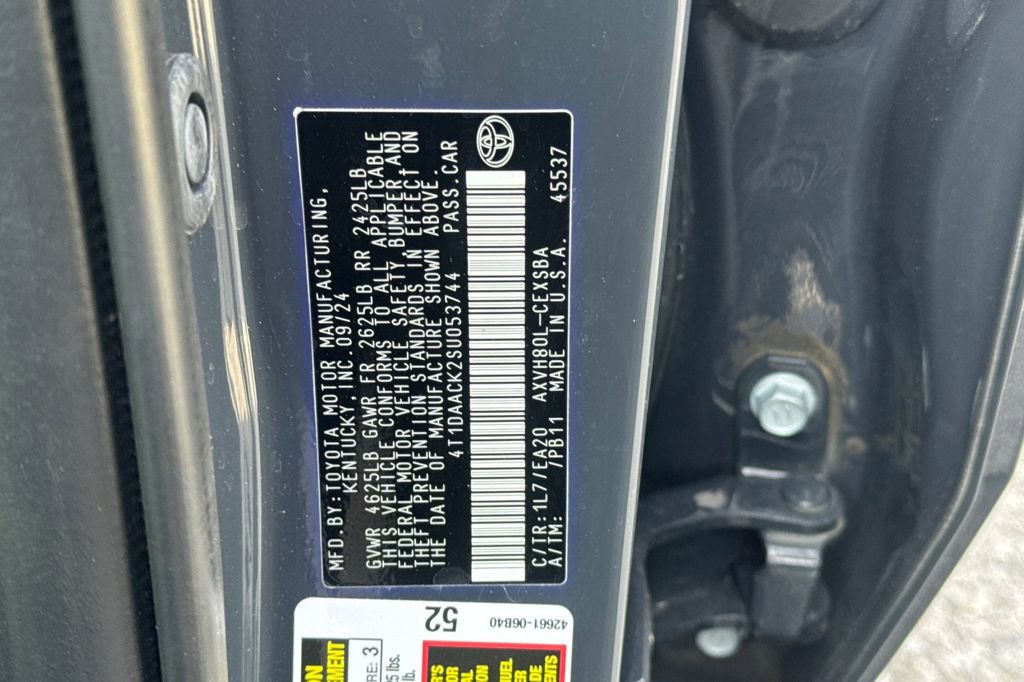 MFD.BY:TOYOTA MOTOR MANUFACTURING,
KENTUCKY,INC. 09/24
GVWR 4625LB GAWR FR 2625LB RR 2425LB
THIS VEHICLE CONFORMS TO ALL APPLICABLE
FEDERAL MOTOR VEHICLE SAFETY, BUMPER AND
THEFT PREVENTION STANDARDS IN EFFECT ON
THE DATE OF MANUFACTURE SHOWN ABOVE.
4T1DAACK2SU053744 PASS.CAR
C/TR:1L7/EA20 AXVH80L-CEXSBA 45537
A/TM: /PB11 MADE IN U.S.A.
52
42661-06B40